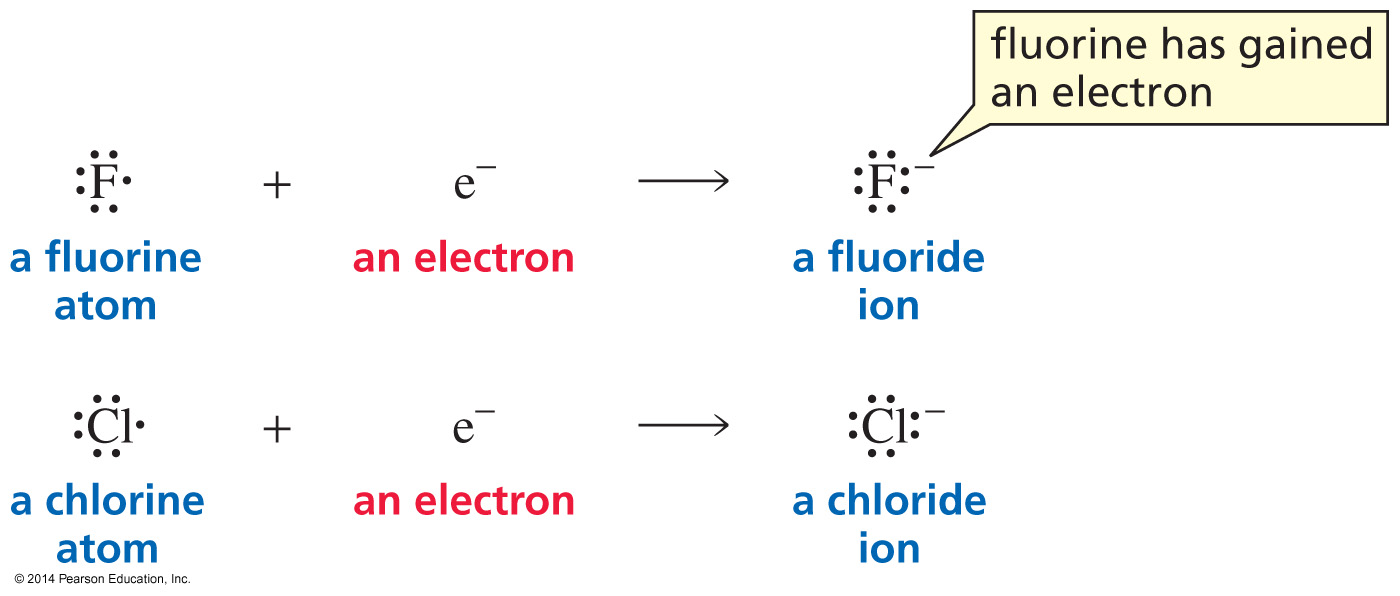 fluorine has gained
an electron
:F· + e⁻ ⟶ :F:⁻
a fluorine an electron a fluoride
atom ion
:Cl· + e⁻ ⟶ :Cl:⁻
a chlorine an electron a chloride
atom ion
© 2014 Pearson Education, Inc.